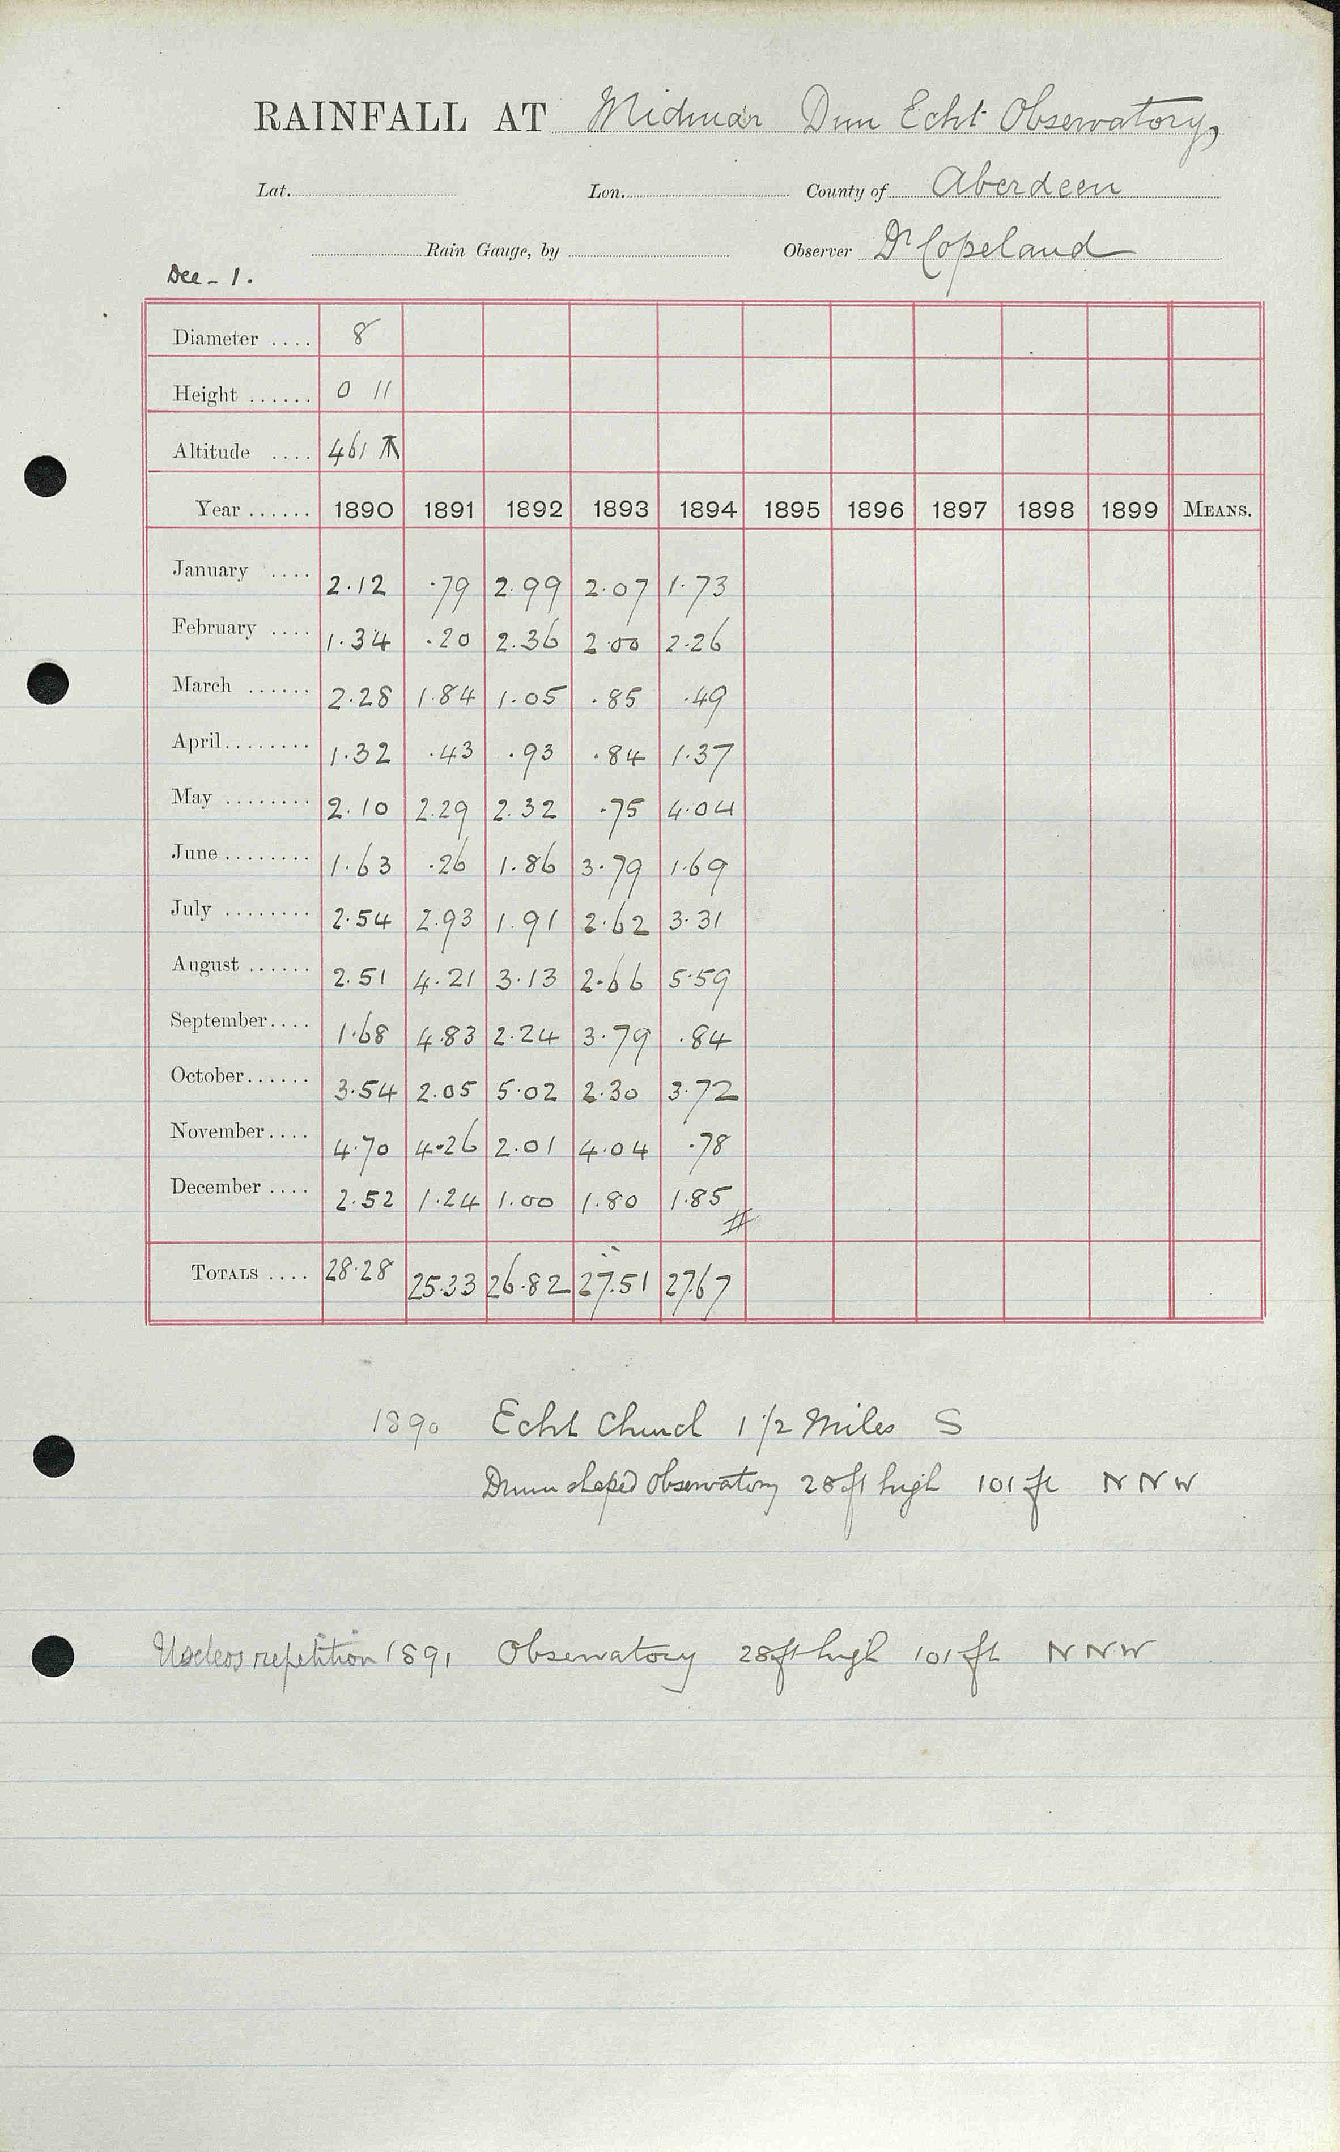 RAINFALL AT Midmar Dun Echt Observatory,
Lat. Lon. County of Aberdeen
Rain Gauge, by Observer Dr Copeland
Dee - 1.
Diameter .... 8
Height ...... 0 11
Altitude .... 461 T
Year ...... 1890 1891 1892 1893 1894 1895 1896 1897 1898 1899 MEANS.
January .... 2.12 .79 2.99 2.07 1.73
February .... 1.34 .20 2.36 2.00 2.26
March ...... 2.28 1.84 1.05 .85 .49
April........ 1.32 .43 .93 .84 1.37
May ........ 2.10 2.29 2.32 .75 4.04
June ........ 1.63 .26 1.86 3.79 1.69
July ........ 2.54 2.93 1.91 2.62 3.31
August ...... 2.51 4.21 3.13 2.66 5.59
September.... 1.68 4.83 2.24 3.79 .84
October...... 3.54 2.05 5.02 2.30 3.72
November.... 4.70 4.26 2.01 4.04 .78
December .... 2.52 1.24 1.00 1.80 1.85
#
TOTALS .... 28.28 25.33 26.82 27.51 27.67
1890 Echt Church 1 1/2 Miles S
Drum shaped Observatory 28 ft high 101 ft N N W
Useless repetition 1891 Observatory 28 ft high 101 ft N N W